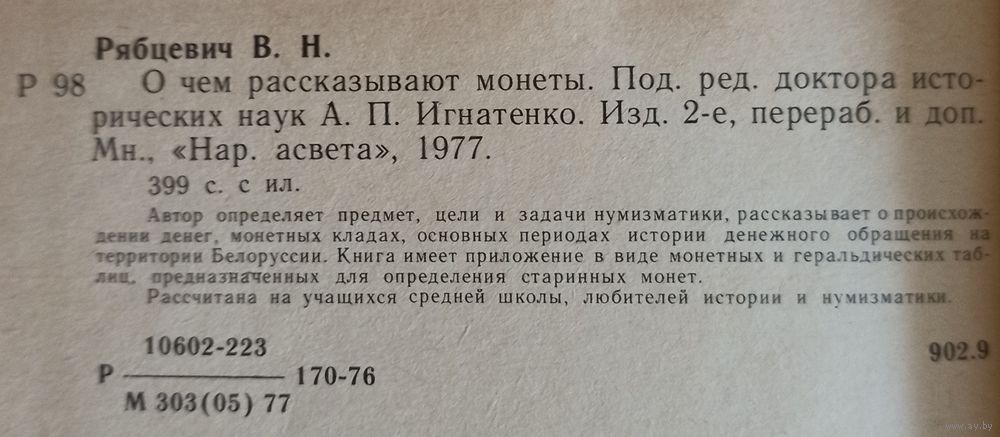 Рябцевич В. Н.
Р 98 О чем рассказывают монеты. Под. ред. доктора исто-
рических наук А. П. Игнатенко. Изд. 2-е, перераб. и доп.
Мн., «Нар. асвета», 1977.
399 с. с ил.
Автор определяет предмет, цели и задачи нумизматики, рассказывает о происхож-
дении денег, монетных кладах, основных периодах истории денежного обращения на
территории Белоруссии. Книга имеет приложение в виде монетных и геральдических таб-
лиц, предназначенных для определения старинных монет.
Рассчитана на учащихся средней школы, любителей истории и нумизматики.
10602-223
Р 170-76
М 303(05) 77
902.9
www.ay.by